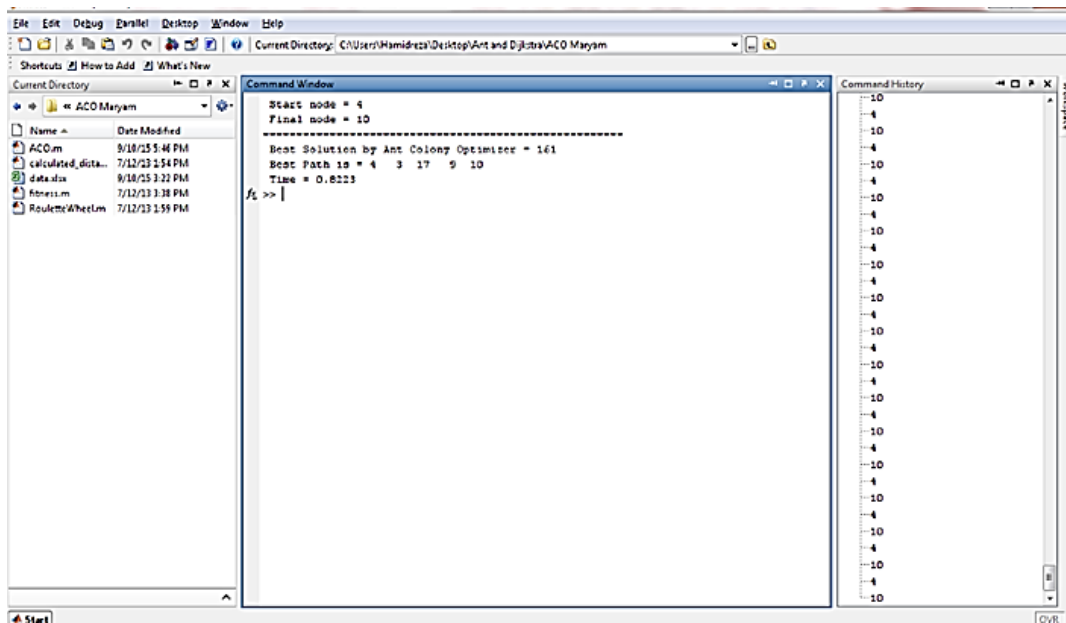 File Edit Debug Parallel Desktop Window Help
Current Directory: C:\Users\Hamidreza\Desktop\Ant and Dijkstra\ACO Maryam
Shortcuts How to Add What's New
Current Directory
« ACO Maryam
Name Date Modified
ACO.m 9/10/15 5:46 PM
calculated_dista... 7/12/13 1:54 PM
data.xlsx 9/10/15 3:22 PM
fitness.m 7/12/13 3:38 PM
RouletteWheel.m 7/12/13 1:59 PM
Command Window
Start node = 4
Final node = 10
Best Solution by Ant Colony Optimizer = 161
Best Path is = 4 3 17 9 10
Time = 0.8223
fx >>
Command History
10
4
10
4
10
4
10
4
10
4
10
4
10
4
10
4
10
4
10
4
10
4
10
4
10
4
10
4
10
4
10
Start
OVR